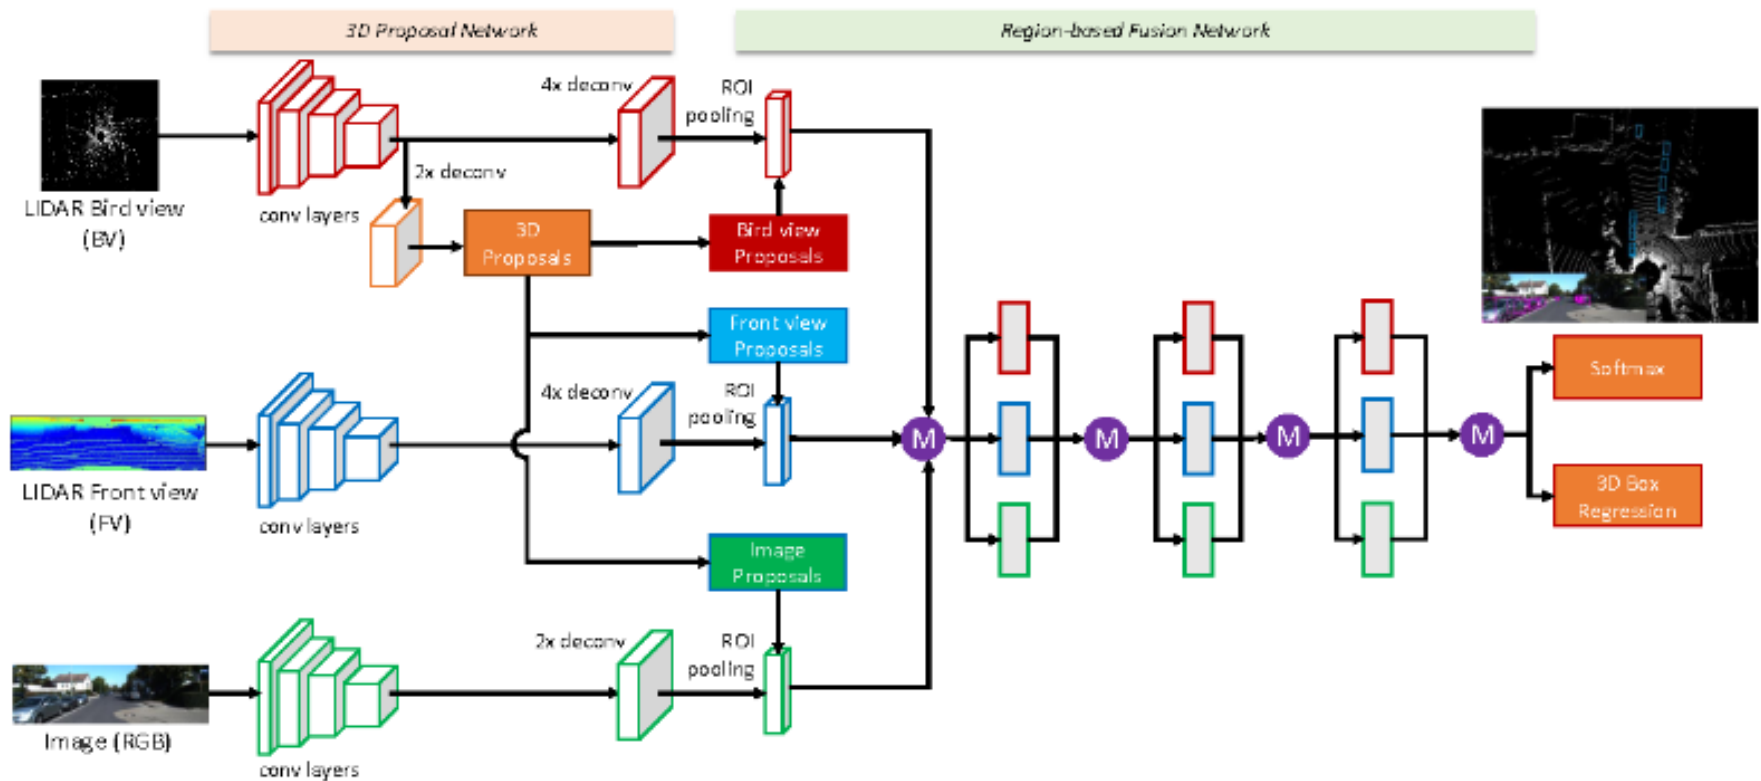 3D Proposal Network
Region-based Fusion Network
4x deconv
ROI
pooling
2x deconv
LIDAR Bird view
(BV)
conv layers
3D
Proposals
Bird view
Proposals
Front view
Proposals
4x deconv
ROI
pooling
M
M
M
M
Softmax
3D Box
Regression
LIDAR Front view
(FV)
conv layers
Image
Proposals
2x deconv
ROI
pooling
Image (RGB)
conv layers